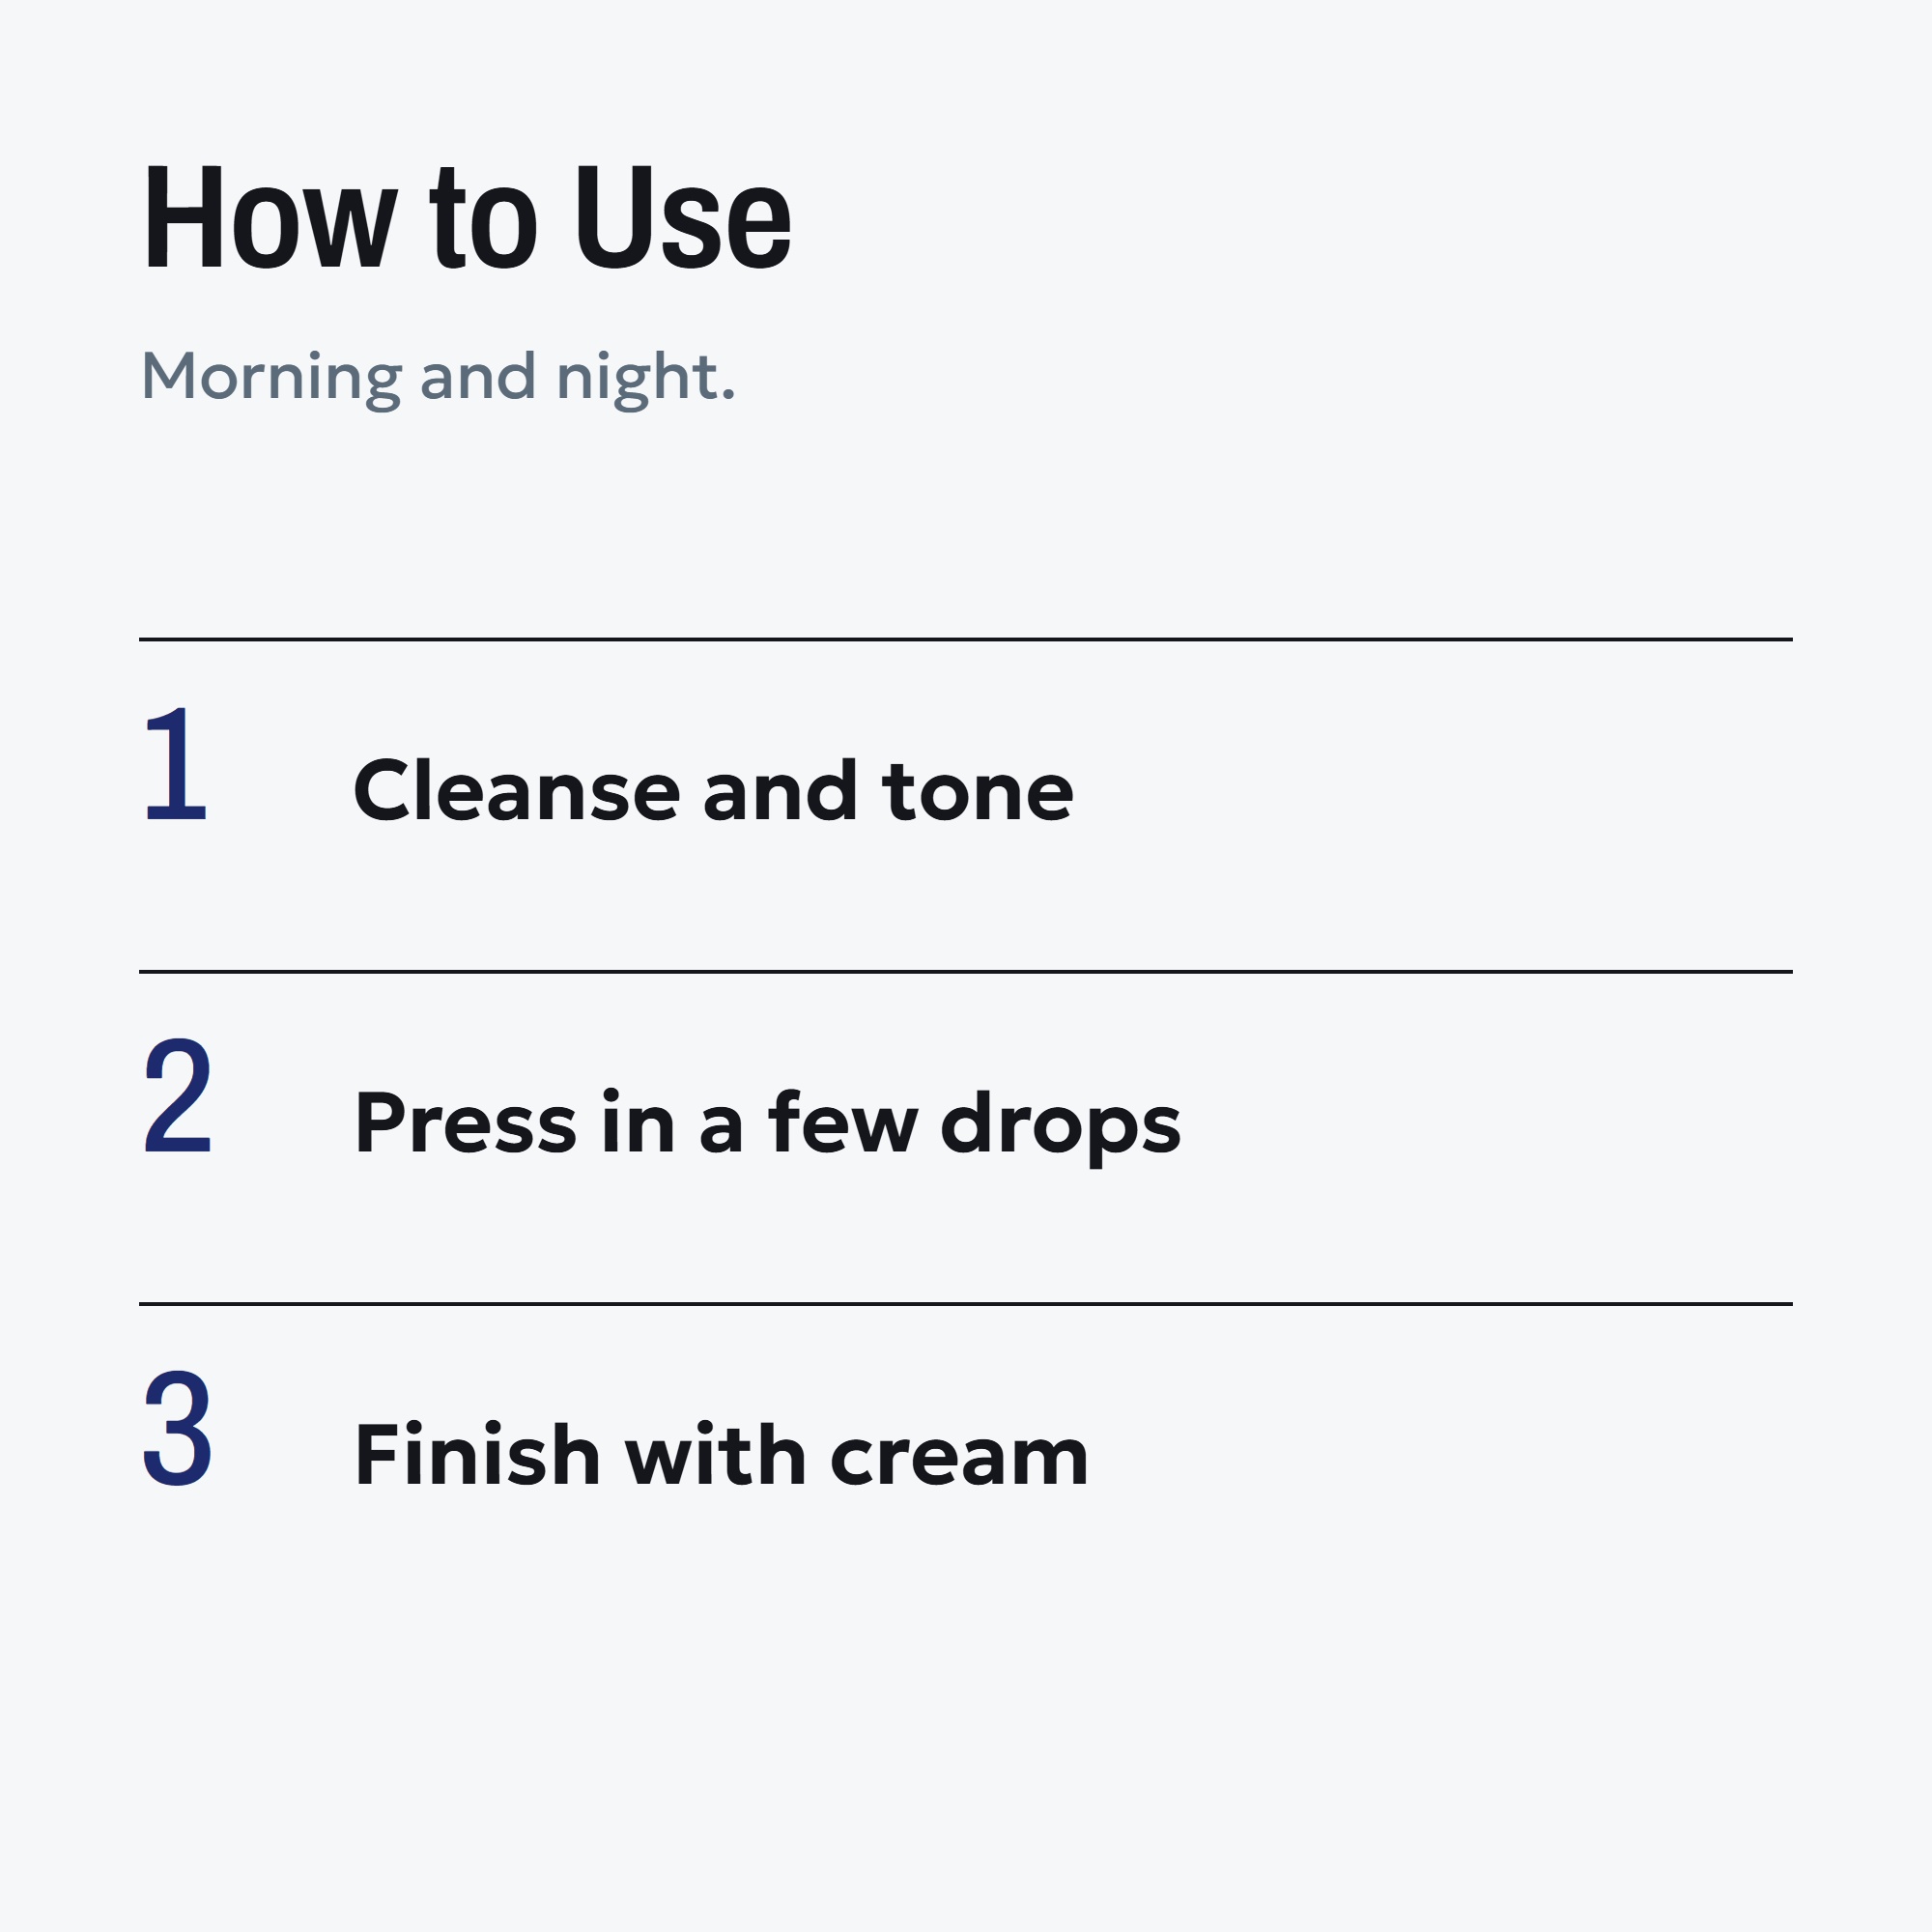 How to Use
Morning and night.
1 Cleanse and tone
2 Press in a few drops
3 Finish with cream